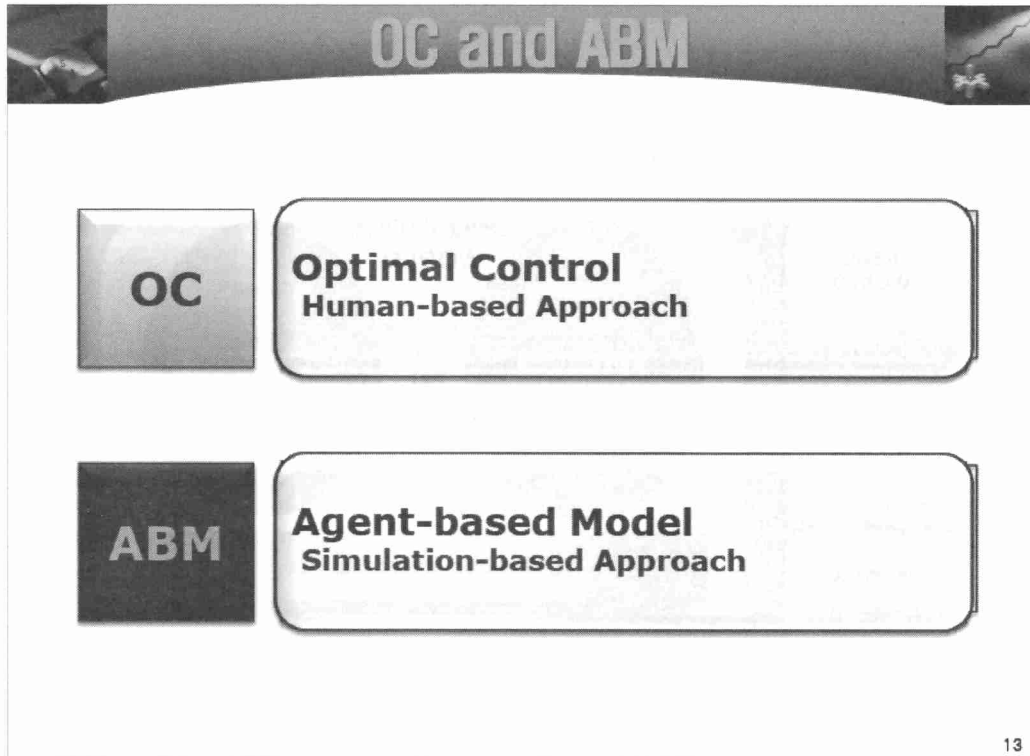 OC and ABM
OC
Optimal Control
Human-based Approach
ABM
Agent-based Model
Simulation-based Approach
13